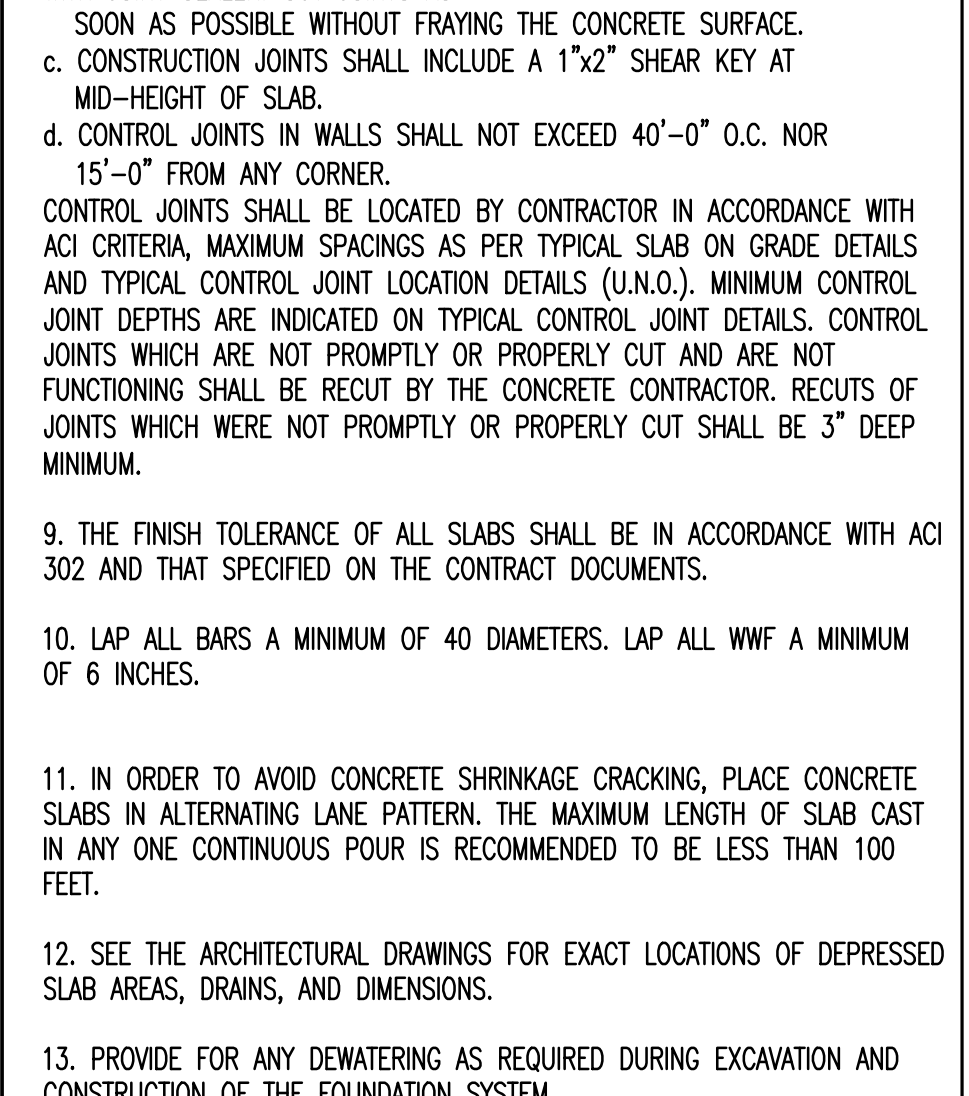 SOON AS POSSIBLE WITHOUT FRAYING THE CONCRETE SURFACE.
c. CONSTRUCTION JOINTS SHALL INCLUDE A 1"x2" SHEAR KEY AT
MID-HEIGHT OF SLAB.
d. CONTROL JOINTS IN WALLS SHALL NOT EXCEED 40'-0" O.C. NOR
15'-0" FROM ANY CORNER.
CONTROL JOINTS SHALL BE LOCATED BY CONTRACTOR IN ACCORDANCE WITH
ACI CRITERIA, MAXIMUM SPACINGS AS PER TYPICAL SLAB ON GRADE DETAILS
AND TYPICAL CONTROL JOINT LOCATION DETAILS (U.N.O.). MINIMUM CONTROL
JOINT DEPTHS ARE INDICATED ON TYPICAL CONTROL JOINT DETAILS. CONTROL
JOINTS WHICH ARE NOT PROMPTLY OR PROPERLY CUT AND ARE NOT
FUNCTIONING SHALL BE RECUT BY THE CONCRETE CONTRACTOR. RECUTS OF
JOINTS WHICH WERE NOT PROMPTLY OR PROPERLY CUT SHALL BE 3" DEEP
MINIMUM.
9. THE FINISH TOLERANCE OF ALL SLABS SHALL BE IN ACCORDANCE WITH ACI
302 AND THAT SPECIFIED ON THE CONTRACT DOCUMENTS.
10. LAP ALL BARS A MINIMUM OF 40 DIAMETERS. LAP ALL WWF A MINIMUM
OF 6 INCHES.
11. IN ORDER TO AVOID CONCRETE SHRINKAGE CRACKING, PLACE CONCRETE
SLABS IN ALTERNATING LANE PATTERN. THE MAXIMUM LENGTH OF SLAB CAST
IN ANY ONE CONTINUOUS POUR IS RECOMMENDED TO BE LESS THAN 100
FEET.
12. SEE THE ARCHITECTURAL DRAWINGS FOR EXACT LOCATIONS OF DEPRESSED
SLAB AREAS, DRAINS, AND DIMENSIONS.
13. PROVIDE FOR ANY DEWATERING AS REQUIRED DURING EXCAVATION AND
CONSTRUCTION OF THE FOUNDATION SYSTEM